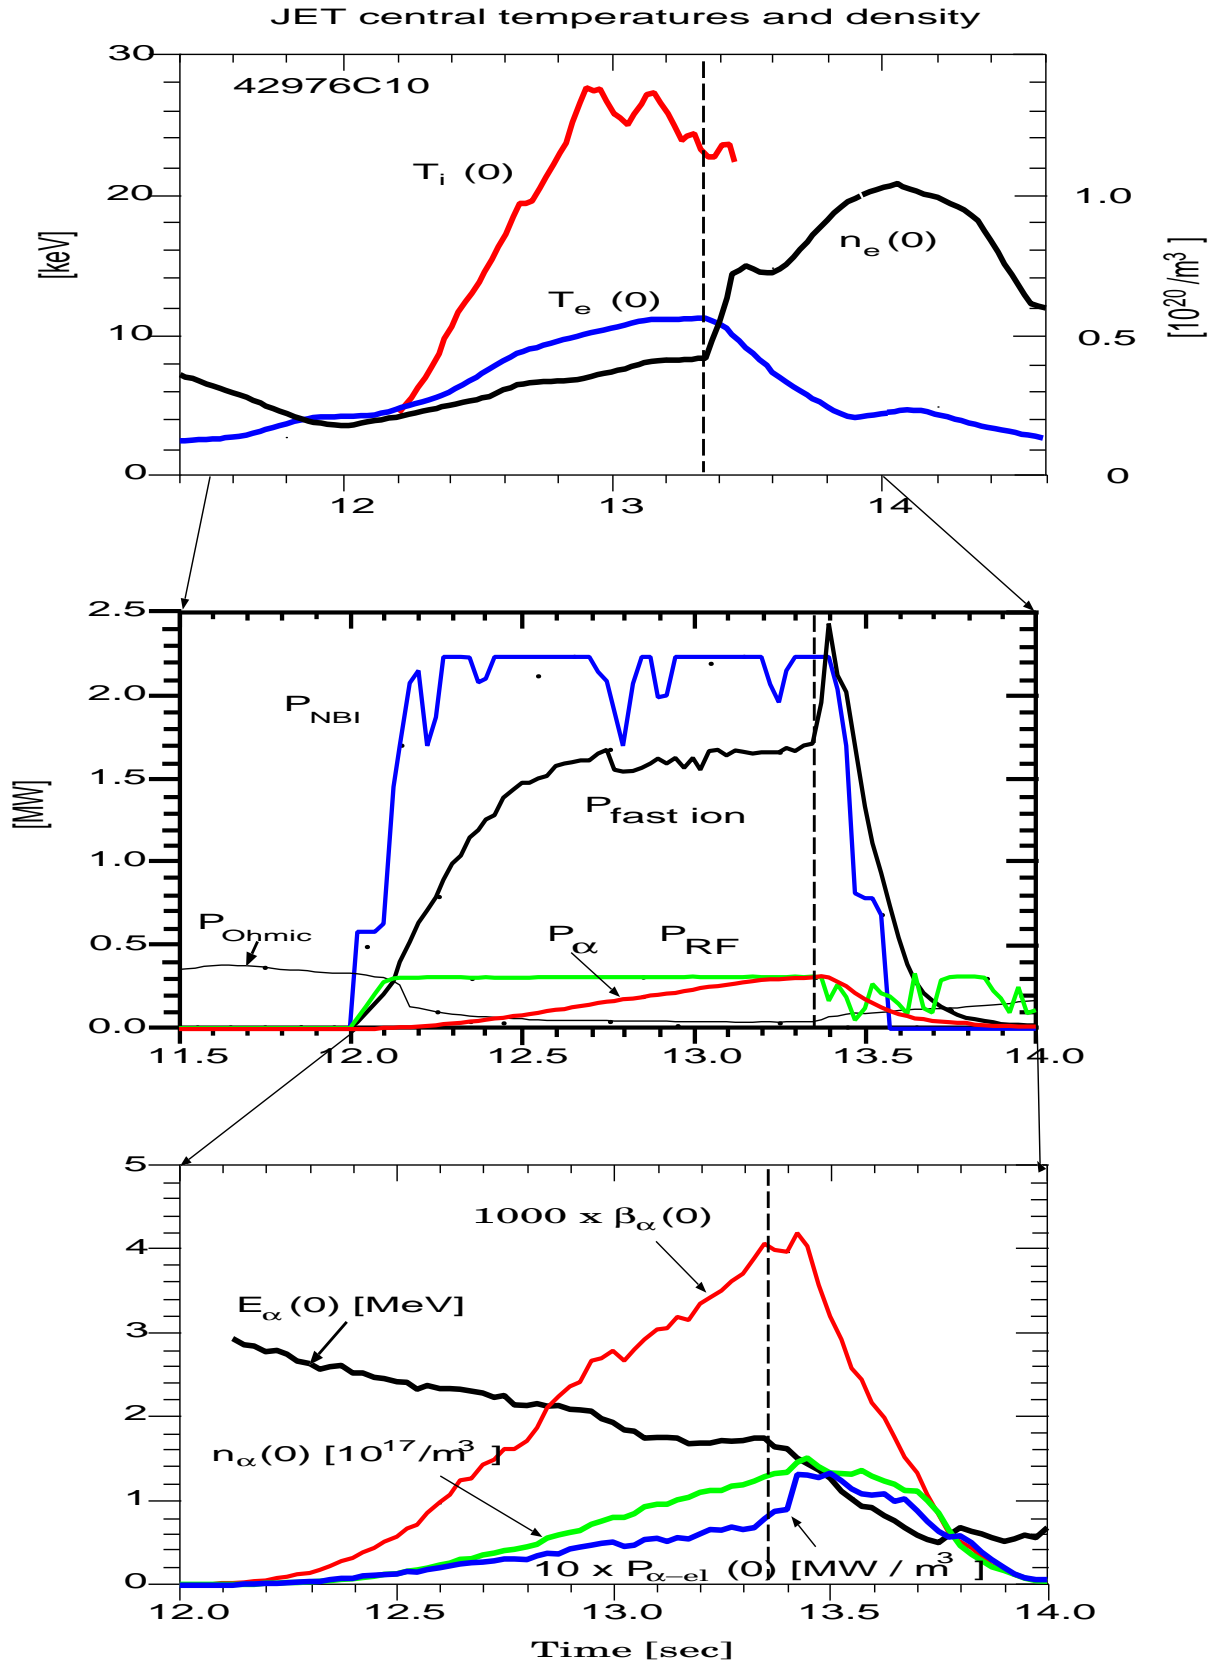 JET central temperatures and density
30
42976C10
T_i (0)
20
1.0
n_e (0)
[keV]
[10^20 /m^3 ]
T_e (0)
10
0.5
0
0
12
13
14
2.5
2.0
P_NBI
1.5
[MW]
P_fast ion
1.0
P_Ohmic
P_α
P_RF
0.5
0.0
11.5
12.0
12.5
13.0
13.5
14.0
5
1000 x β_α(0)
4
E_α(0) [MeV]
3
2
n_α(0) [10^17/m^3 ]
1
10 x P_α−el (0) [MW / m^3 ]
0
12.0
12.5
13.0
13.5
14.0
Time [sec]